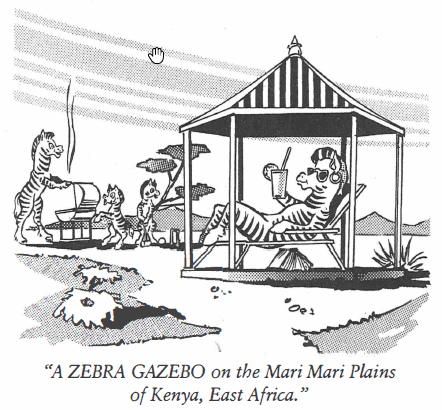 “A ZEBRA GAZEBO on the Mari Mari Plains
of Kenya, East Africa.”